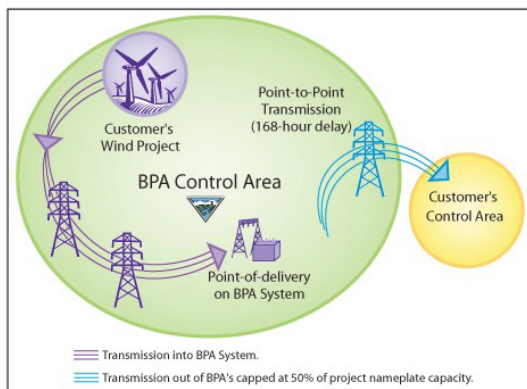 Customer's
Wind Project
Point-to-Point
Transmission
(168-hour delay)
BPA Control Area
Customer's
Control Area
Point-of-delivery
on BPA System
Transmission into BPA System.
Transmission out of BPA's capped at 50% of project nameplate capacity.